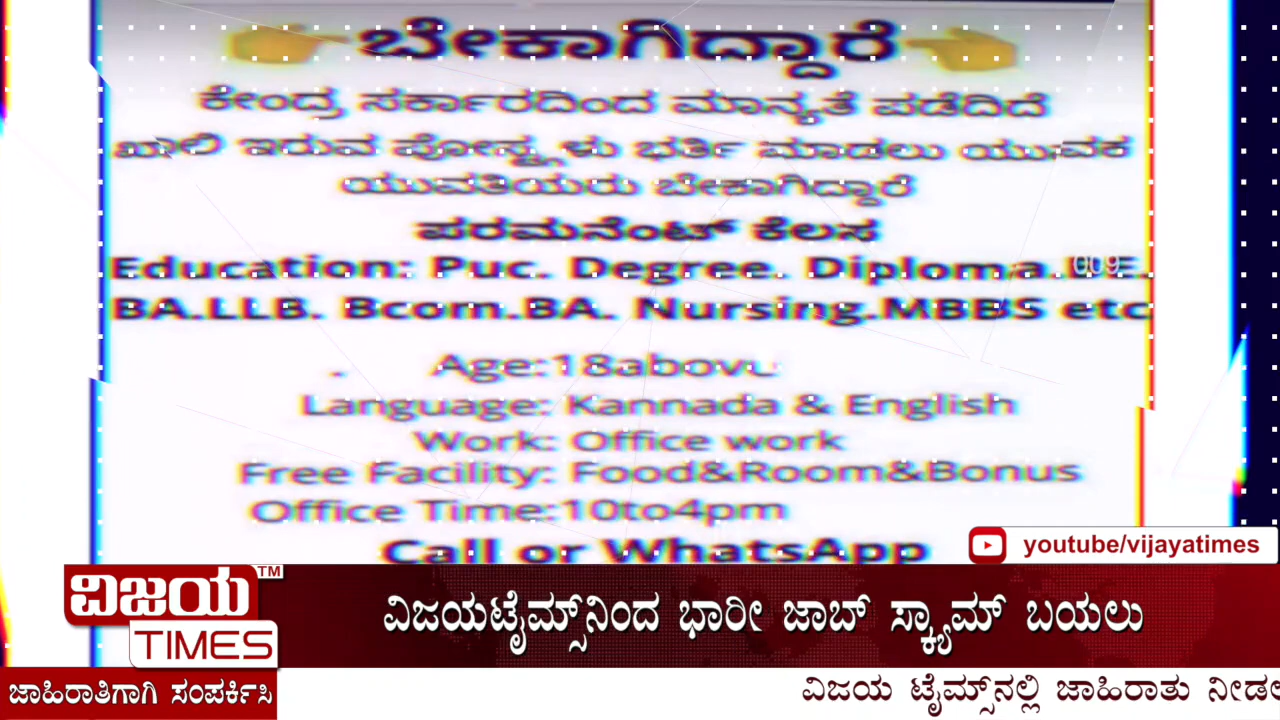 ಬೇಕಾಗಿದ್ದಾರೆ
ಕೇಂದ್ರ ಸರ್ಕಾರದಿಂದ ಮಾನ್ಯತೆ ಪಡೆದಿದೆ
ಖಾಲಿ ಇರುವ ಪೋಸ್ಟ್ಗಳು ಭರ್ತಿ ಮಾಡಲು ಯುವಕ
ಯುವತಿಯರು ಬೇಕಾಗಿದ್ದಾರೆ
ಪರಮನೆಂಟ್ ಕೆಲಸ
Education: Puc. Degree. Diploma.
009
BA.LLB. Bcom.BA. Nursing.MBBS etc
Age:18abovu
Language: Kannada & English
Work: Office work
Free Facility: Food&Room&Bonus
Office Time:10to4pm
Call or WhatsApp
youtube/vijayatimes
ವಿಜಯ TM
TIMES
ವಿಜಯಟೈಮ್ಸ್‌ನಿಂದ ಭಾರೀ ಜಾಬ್ ಸ್ಕ್ಯಾಮ್ ಬಯಲು
ಜಾಹಿರಾತಿಗಾಗಿ ಸಂಪರ್ಕಿಸಿ
ವಿಜಯ ಟೈಮ್ಸ್‌ನಲ್ಲಿ ಜಾಹಿರಾತು